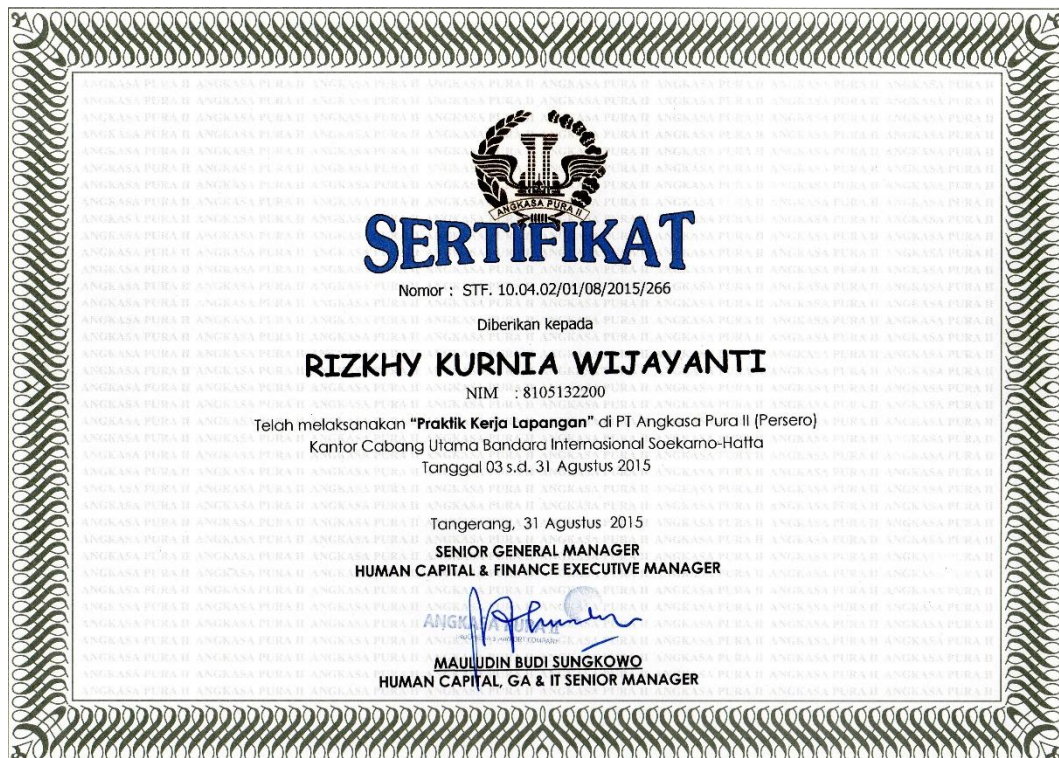 ANGKASA PURA II
SERTIFIKAT
Nomor : STF. 10.04.02/01/08/2015/266
Diberikan kepada
RIZKHY KURNIA WIJAYANTI
NIM : 8105132200
Telah melaksanakan “Praktik Kerja Lapangan” di PT Angkasa Pura II (Persero)
Kantor Cabang Utama Bandara Internasional Soekarno-Hatta
Tanggal 03 s.d. 31 Agustus 2015
Tangerang, 31 Agustus 2015
SENIOR GENERAL MANAGER
HUMAN CAPITAL & FINANCE EXECUTIVE MANAGER
ANGKASA PURA II
MAULUDIN BUDI SUNGKOWO
HUMAN CAPITAL, GA & IT SENIOR MANAGER